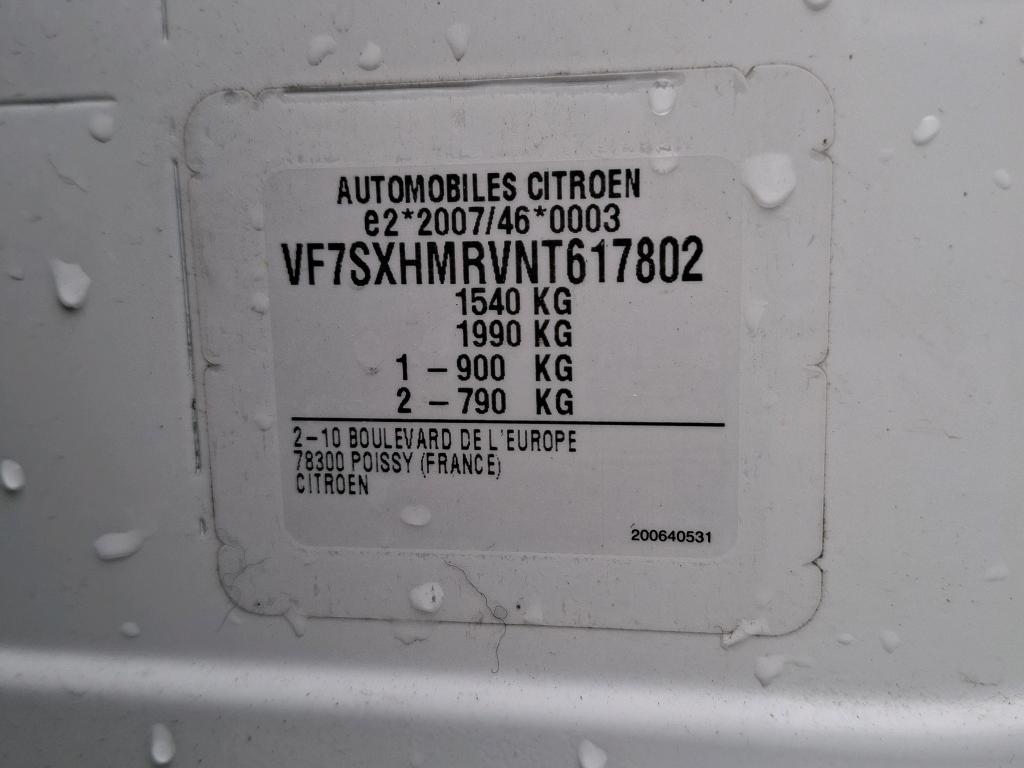 AUTOMOBILES CITROEN
e2*2007/46*0003
VF7SXHMRVNT617802
1540 KG
1990 KG
1 - 900 KG
2 - 790 KG
2-10 BOULEVARD DE L'EUROPE
78300 POISSY (FRANCE)
CITROEN
200640531